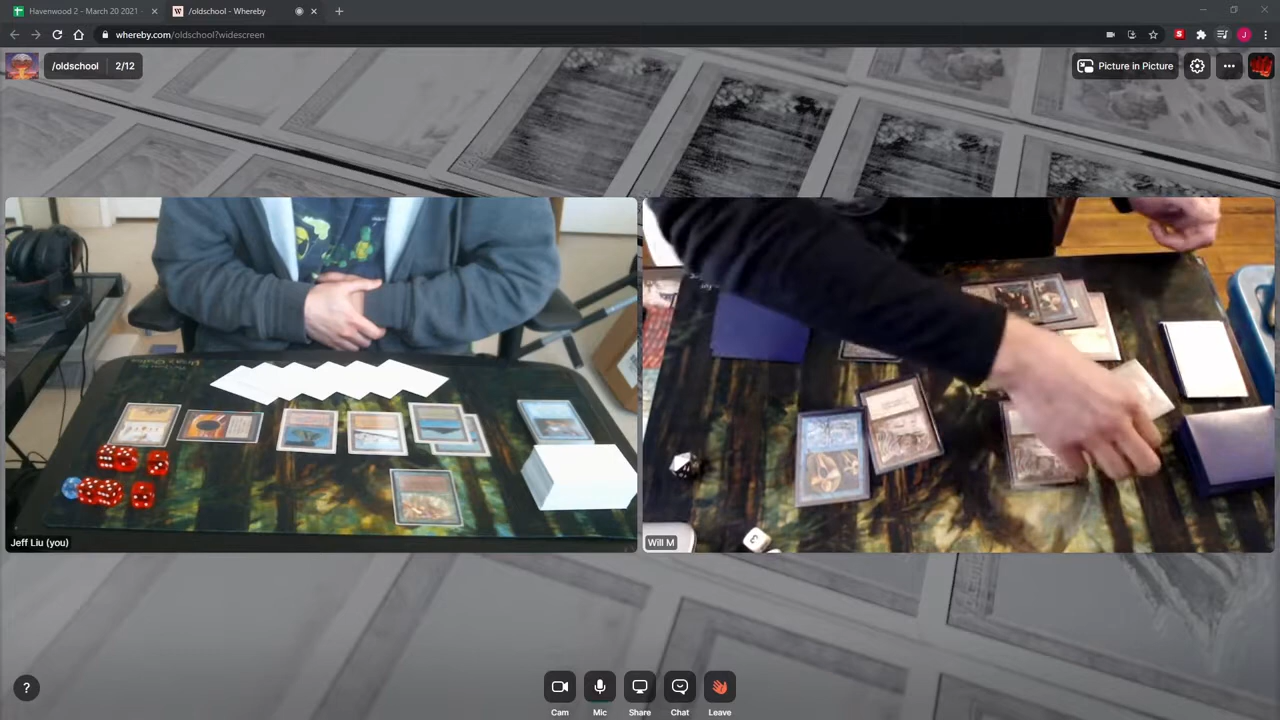 Havenwood 2 - March 20 2021 -
/oldschool - Whereby
whereby.com/oldschool?widescreen
/oldschool 2/12
Picture in Picture
Jeff Liu (you)
Will M
?
Cam
Mic
Share
Chat
Leave